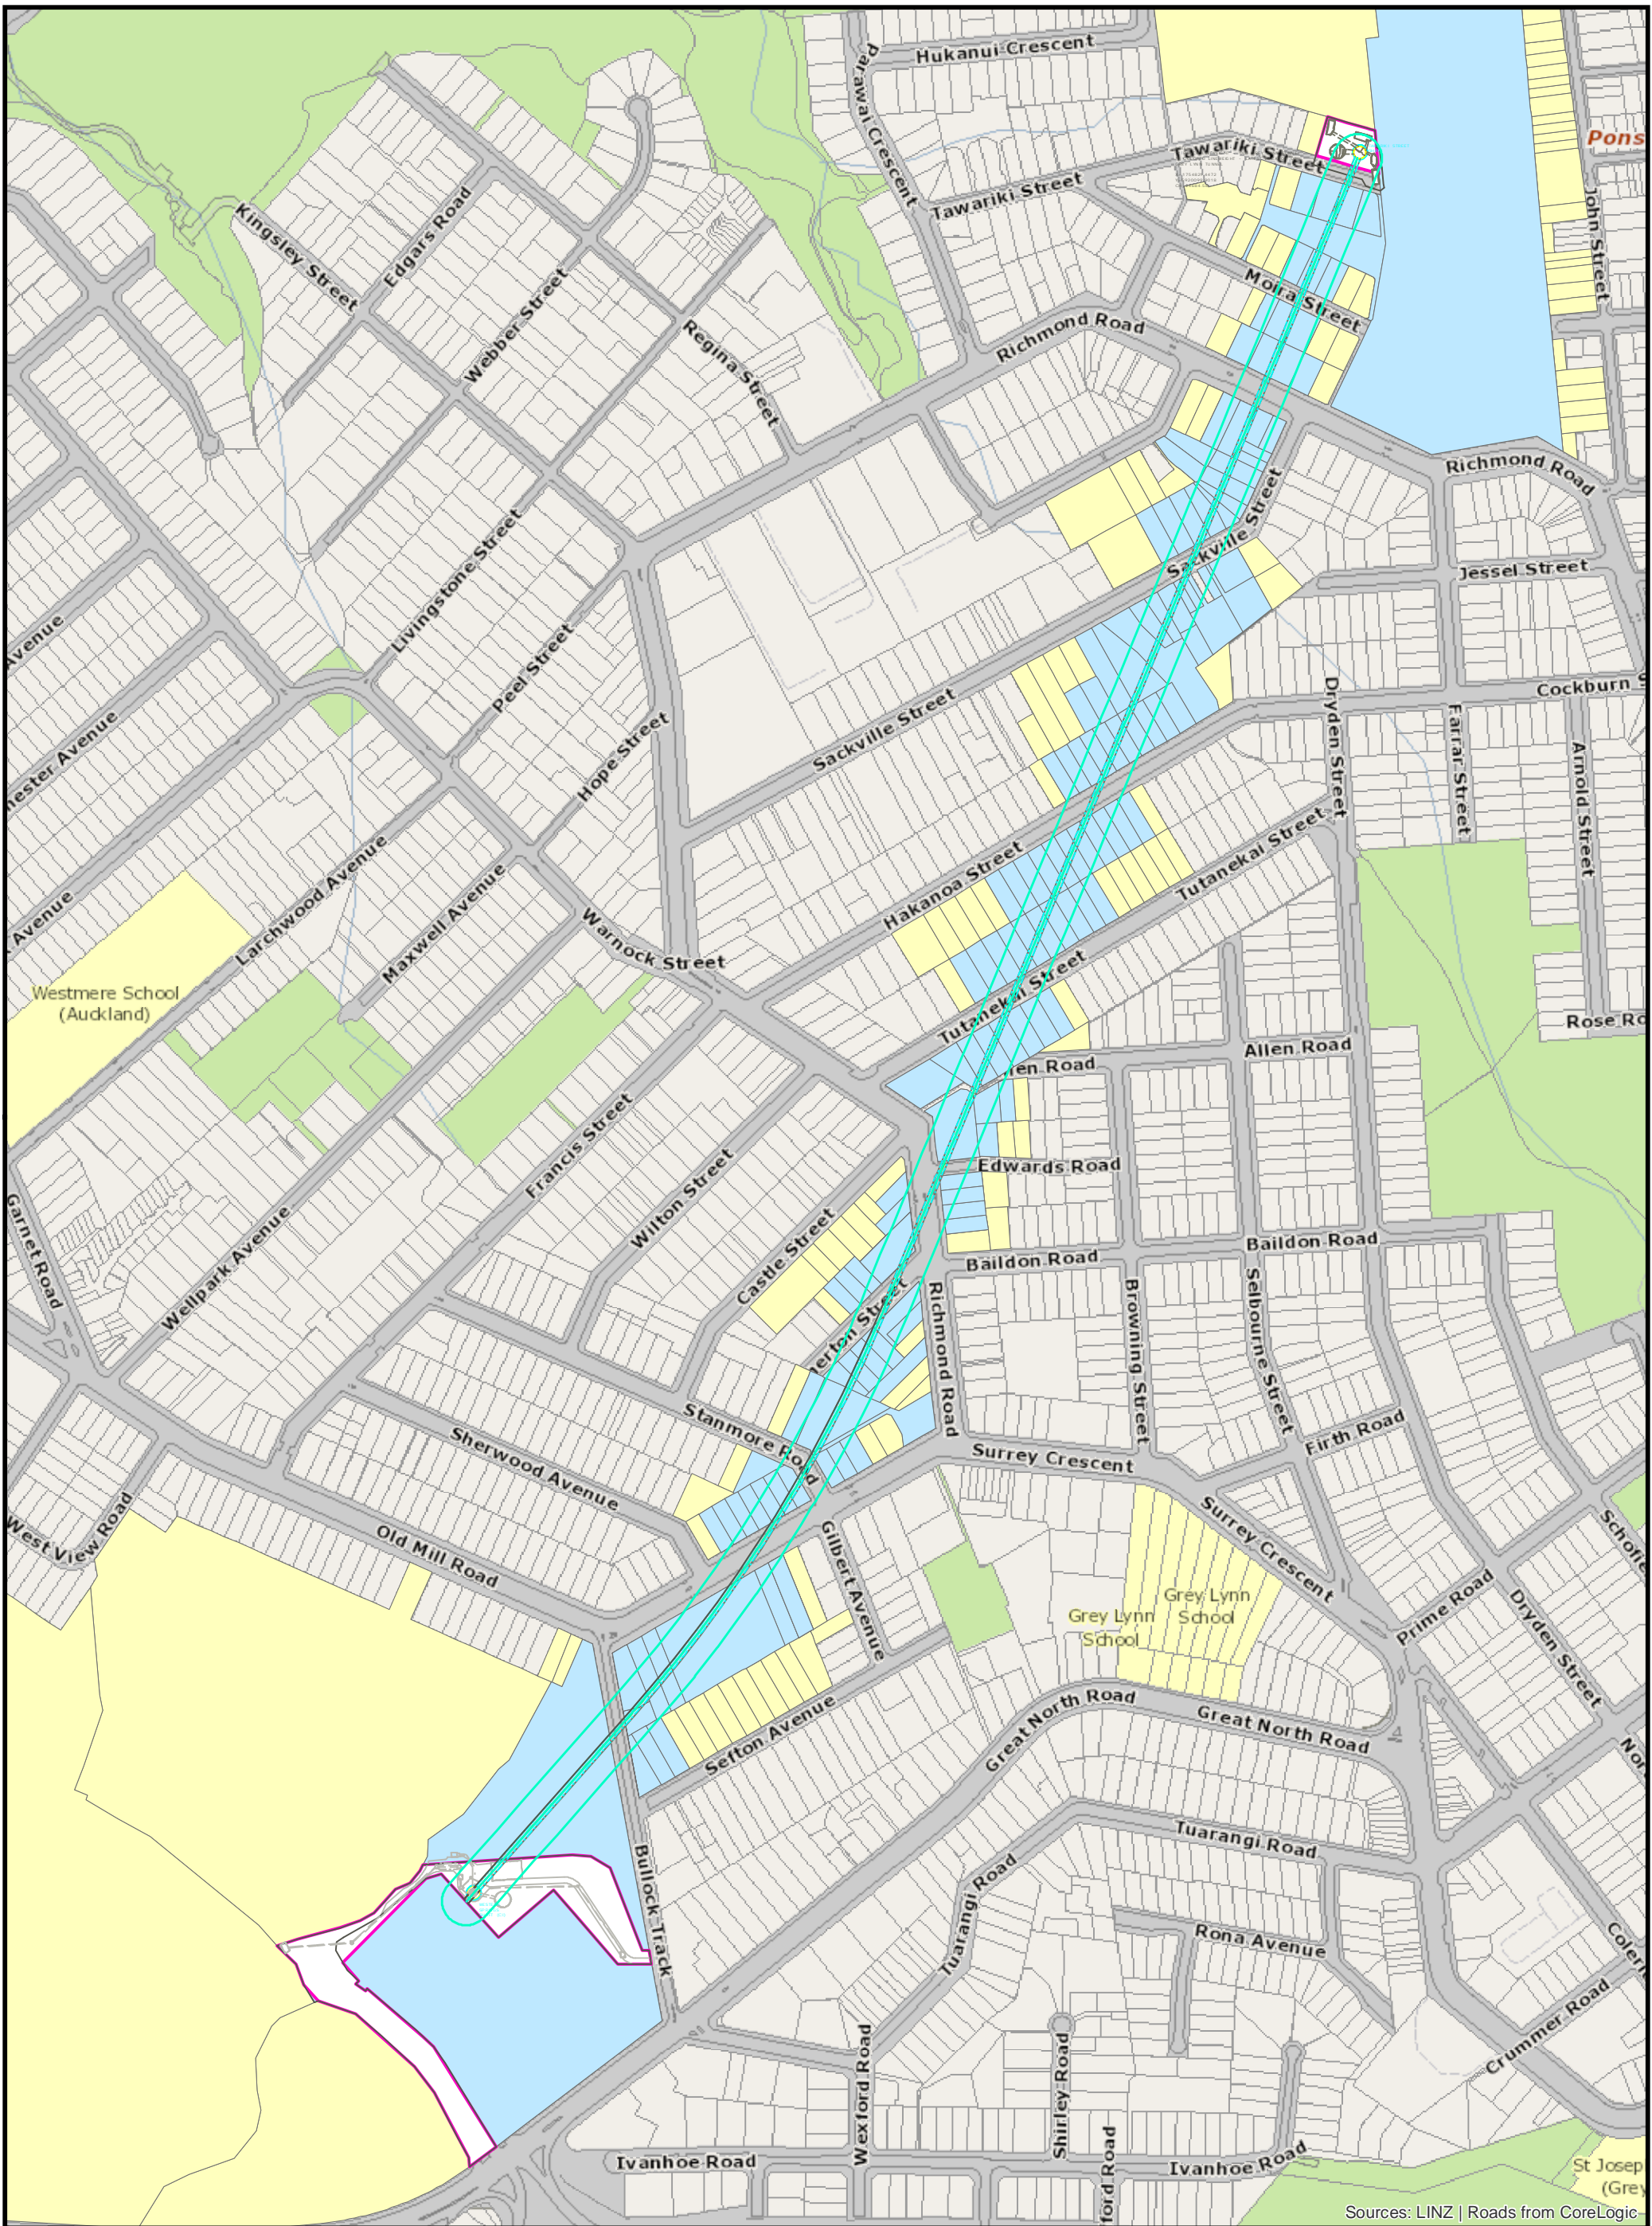 Hukanui Crescent
Parawai Crescent
Pons
Tawariki Street
Tawariki Street
John Street
Kingsley Street
Edgars Road
Webber Street
Regina Street
Richmond Road
Moira Street
Richmond Road
Sackville Street
Jessel Street
Livingstone Street
Avenue
Peel Street
Hope Street
Sackville Street
Dryden Street
Cockburn S
Farrar Street
Arnold Street
hester Avenue
Avenue
Larchwood Avenue
Maxwell Avenue
Warnock Street
Hakanoa Street
Tutanekai Street
Tutanekai Street
Westmere School
(Auckland)
Rose Ro
Allen Road
len Road
Francis Street
Wilton Street
Edwards Road
Castle Street
Garnet Road
Wellpark Avenue
Baildon Road
Baildon Road
Browning Street
Selbourne Street
erton Street
Richmond Road
Stanmore Road
Sherwood Avenue
Surrey Crescent
Firth Road
Surrey Crescent
West View Road
Old Mill Road
Gilbert Avenue
Grey Lynn
School
Grey Lynn
School
Prime Road
Dryden Street
Schofie
Sefton Avenue
Great North Road
Great North Road
Nor
Bullock Track
Tuarangi Road
Tuarangi Road
Rona Avenue
Colern
Crummer Road
Wexford Road
Shirley Road
Ivanhoe Road
ford Road
Ivanhoe Road
St Josep
(Grey
Sources: LINZ | Roads from CoreLogic